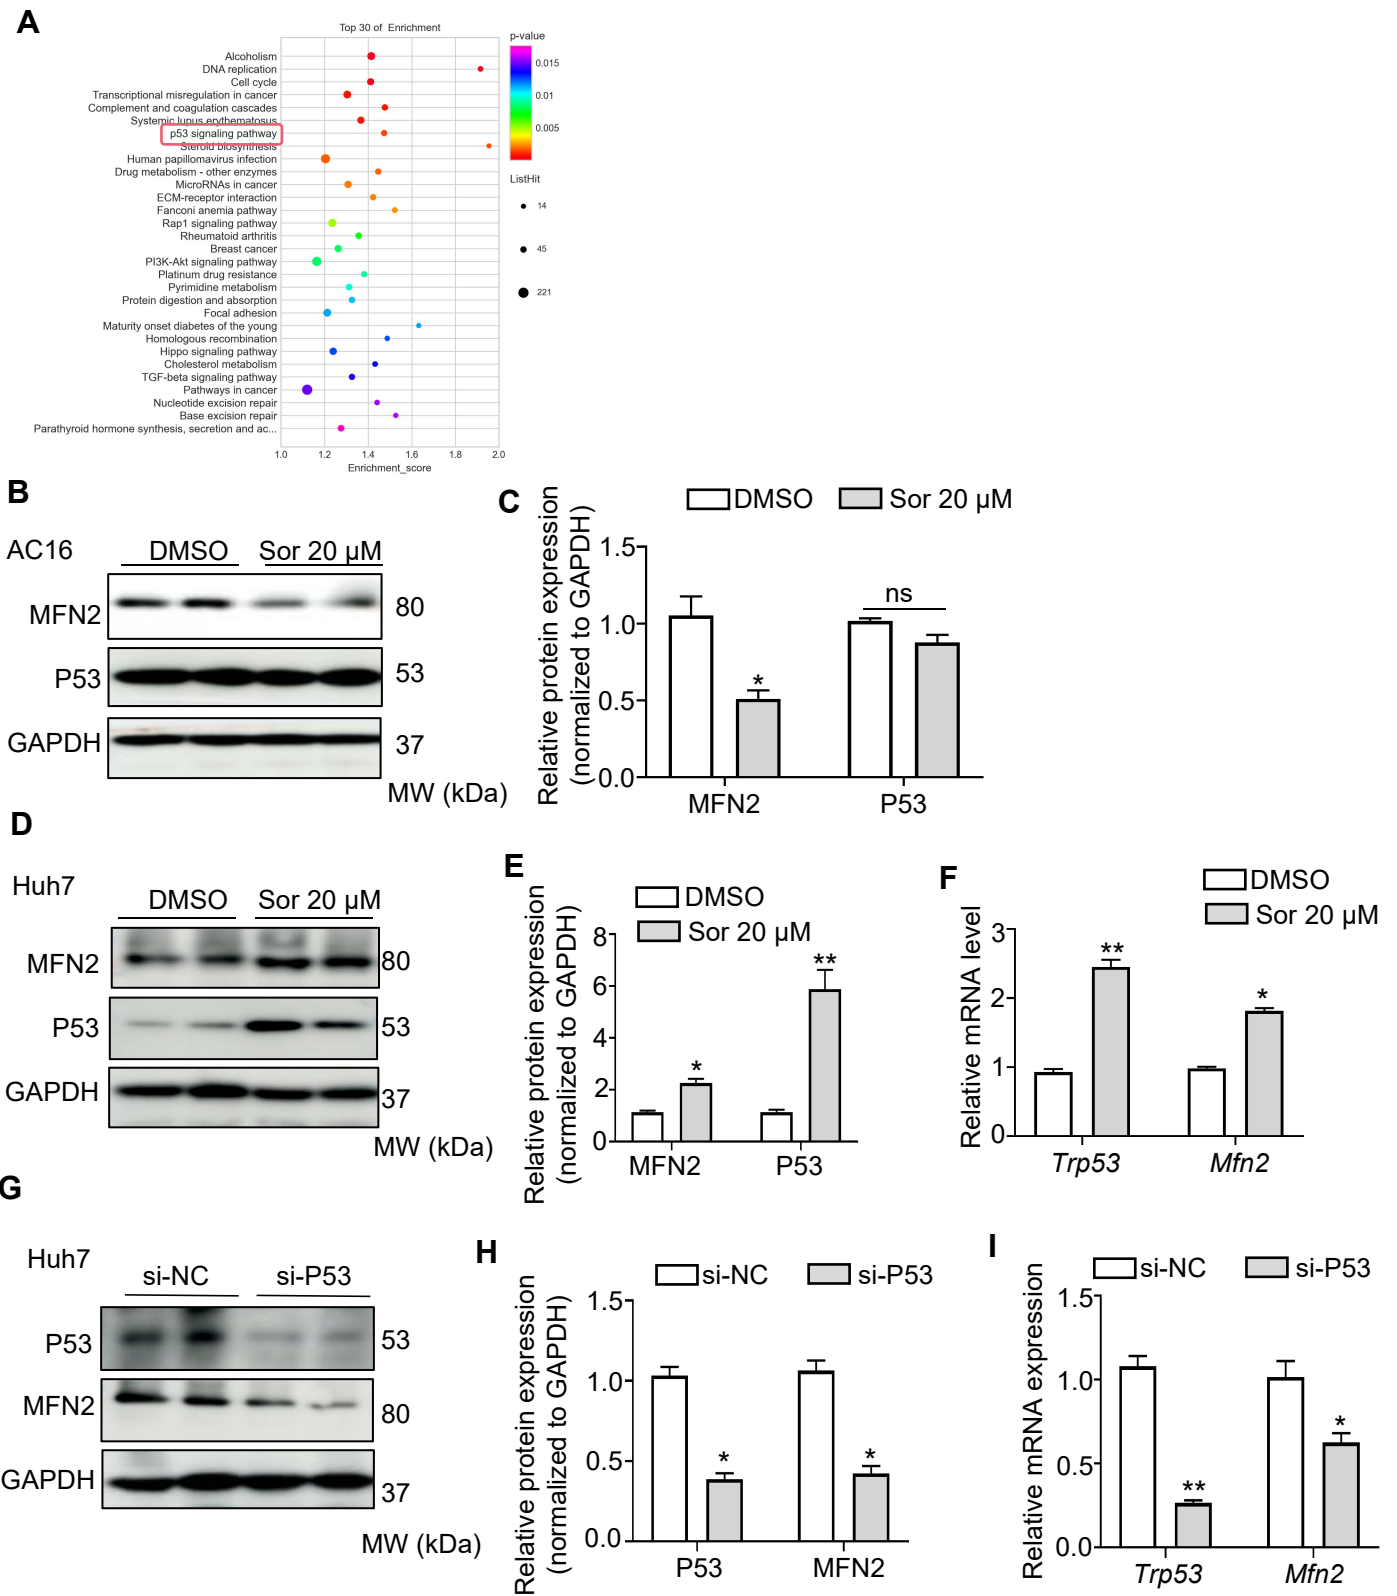 A
Top 30 of Enrichment
Alcoholism
DNA replication
Cell cycle
Transcriptional misregulation in cancer
Complement and coagulation cascades
Systemic lupus erythematosus
p53 signaling pathway
Steroid biosynthesis
Human papillomavirus infection
Drug metabolism - other enzymes
MicroRNAs in cancer
ECM-receptor interaction
Fanconi anemia pathway
Rap1 signaling pathway
Rheumatoid arthritis
Breast cancer
PI3K-Akt signaling pathway
Platinum drug resistance
Pyrimidine metabolism
Protein digestion and absorption
Focal adhesion
Maturity onset diabetes of the young
Homologous recombination
Hippo signaling pathway
Cholesterol metabolism
TGF-beta signaling pathway
Pathways in cancer
Nucleotide excision repair
Base excision repair
Parathyroid hormone synthesis, secretion and ac...
1.0 1.2 1.4 1.6 1.8 2.0
Enrichment_score
p-value
0.015
0.01
0.005
ListHit
14
45
221
B
AC16
DMSO Sor 20 μM
MFN2 80
P53 53
GAPDH 37
MW (kDa)
C
DMSO Sor 20 μM
Relative protein expression
(normalized to GAPDH)
1.5
1.0
0.5
0.0
*
ns
MFN2 P53
D
Huh7
DMSO Sor 20 μM
MFN2 80
P53 53
GAPDH 37
MW (kDa)
E
DMSO
Sor 20 μM
Relative protein expression
(normalized to GAPDH)
8
6
4
2
0
*
**
MFN2 P53
F
DMSO
Sor 20 μM
Relative mRNA level
3
2
1
0
**
*
Trp53 Mfn2
G
Huh7
si-NC si-P53
P53 53
MFN2 80
GAPDH 37
MW (kDa)
H
si-NC si-P53
Relative protein expression
(normalized to GAPDH)
1.5
1.0
0.5
0.0
*
*
P53 MFN2
I
si-NC si-P53
Relative mRNA expression
1.5
1.0
0.5
0.0
**
*
Trp53 Mfn2